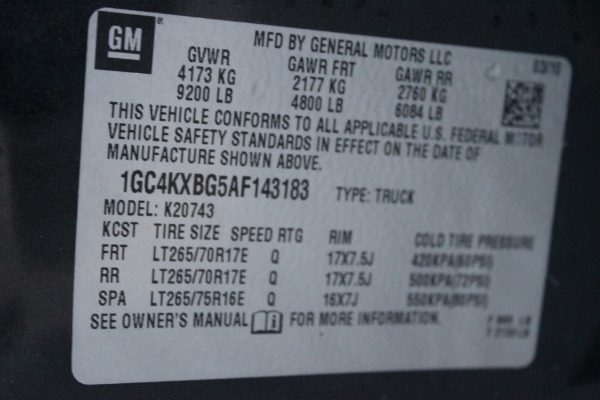 GM
MFD BY GENERAL MOTORS LLC
03/10
GVWR GAWR FRT GAWR RR
4173 KG 2177 KG 2760 KG
9200 LB 4800 LB 6084 LB
THIS VEHICLE CONFORMS TO ALL APPLICABLE U.S. FEDERAL MOTOR
VEHICLE SAFETY STANDARDS IN EFFECT ON THE DATE OF
MANUFACTURE SHOWN ABOVE.
1GC4KXBG5AF143183 TYPE: TRUCK
MODEL: K20743
KCST TIRE SIZE SPEED RTG RIM COLD TIRE PRESSURE
FRT LT265/70R17E Q 17X7.5J 420KPA(60PSI)
RR LT265/70R17E Q 17X7.5J 500KPA(72PSI)
SPA LT265/75R16E Q 16X7J 550KPA(80PSI)
SEE OWNER'S MANUAL FOR MORE INFORMATION.